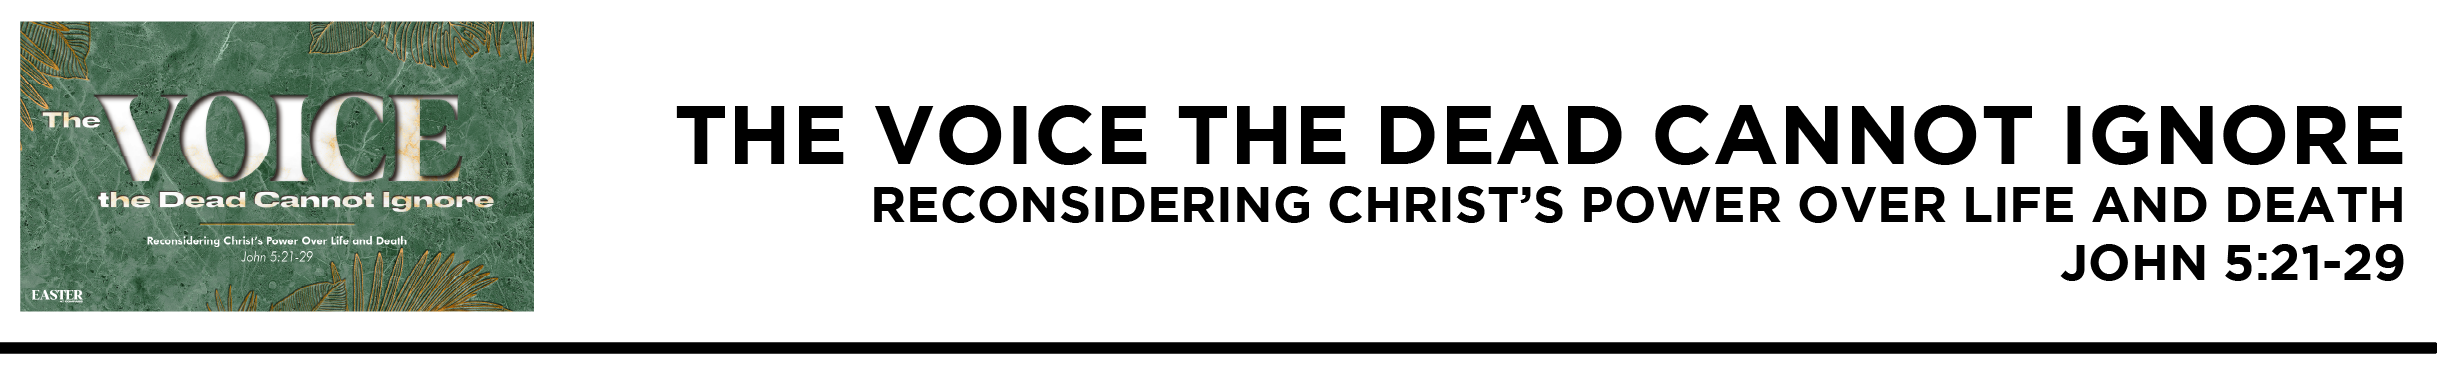 The VOICE
the Dead Cannot Ignore
Reconsidering Christ's Power Over Life and Death
John 5:21-29
EASTER
THE VOICE THE DEAD CANNOT IGNORE
RECONSIDERING CHRIST’S POWER OVER LIFE AND DEATH
JOHN 5:21-29